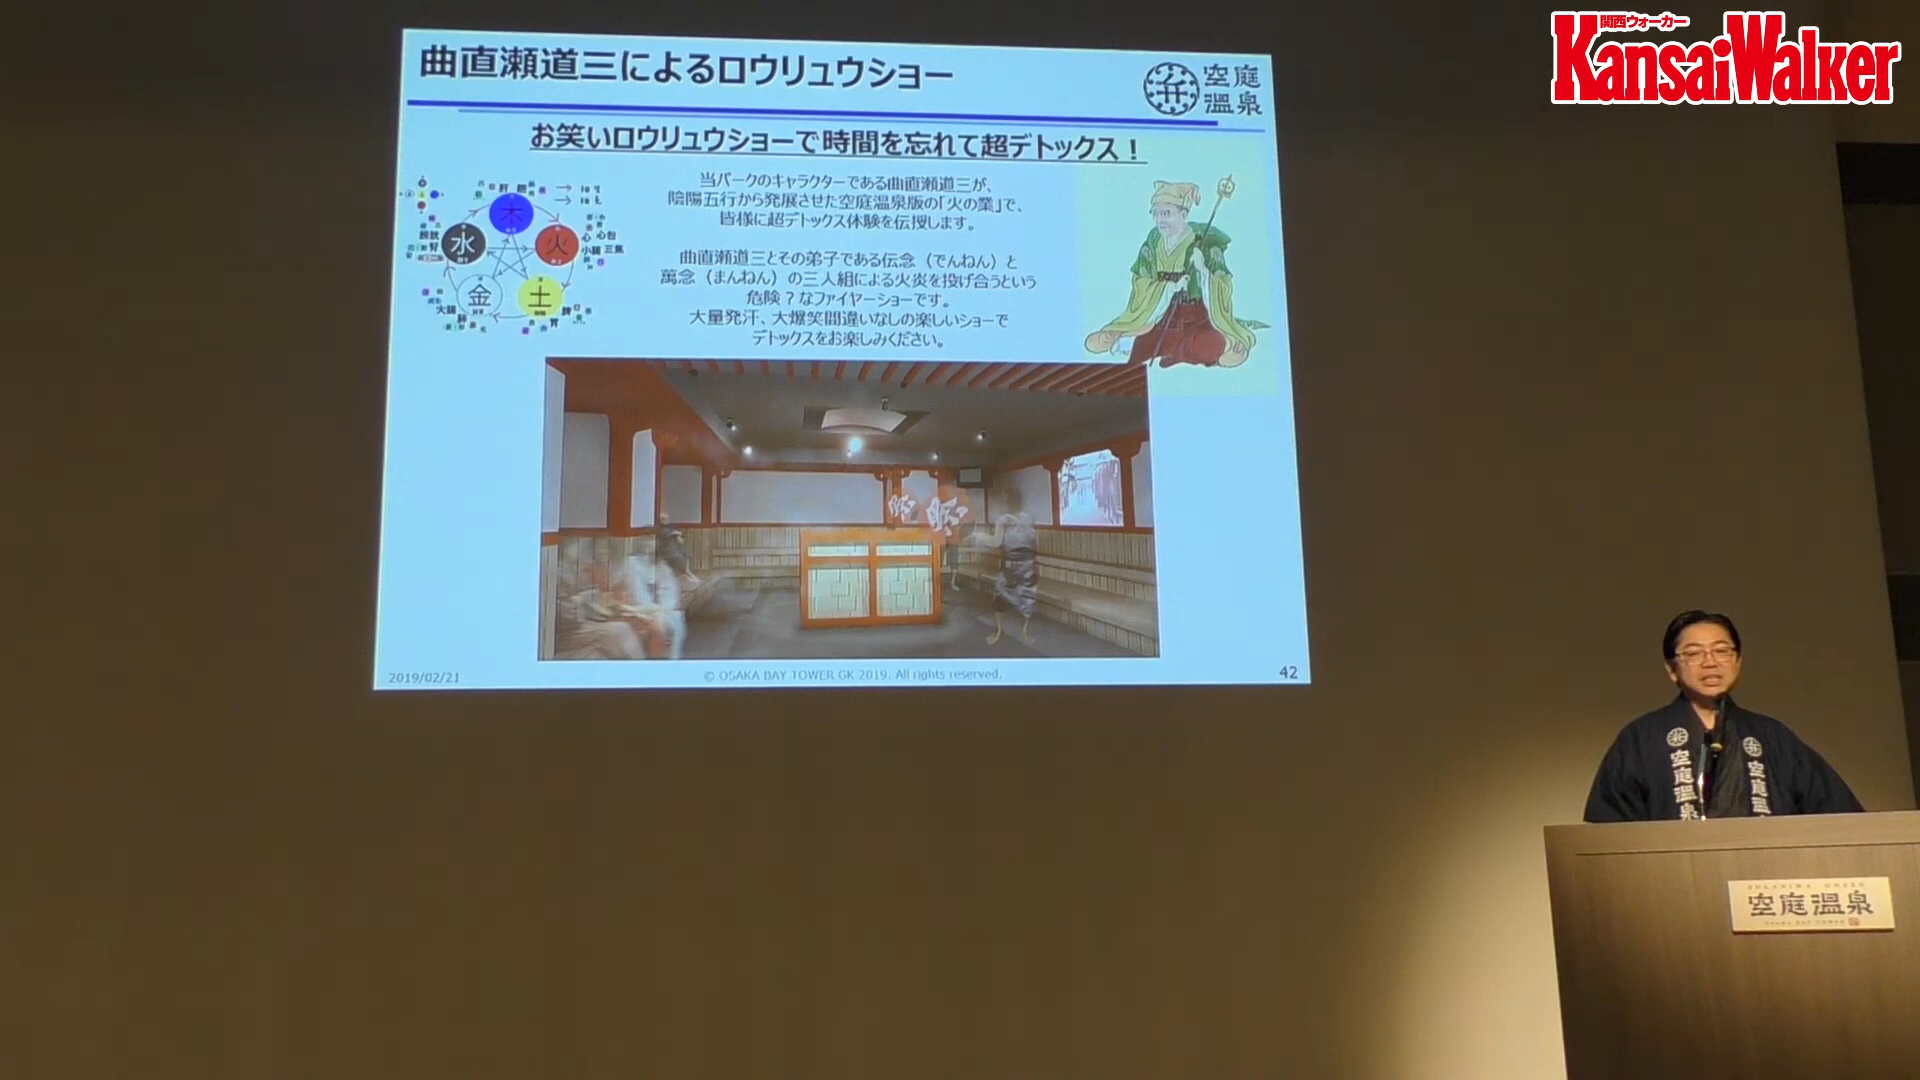 関西ウォーカー
KansaiWalker
曲直瀬道三によるロウリュウショー
空庭
温泉
お笑いロウリュウショーで時間を忘れて超デトックス！
当パークのキャラクターである曲直瀬道三が、
陰陽五行から発展させた空庭温泉版の「火の業」で、
皆様に超デトックス体験を伝授します。
曲直瀬道三とその弟子である伝念（でんねん）と
萬念（まんねん）の三人組による火炎を投げ合うという
危険？なファイヤーショーです。
大量発汗、大爆笑間違いなしの楽しいショーで
デトックスをお楽しみください。
木
水
火
金
土
小腸 三焦
大腸
2019/02/21
© OSAKA BAY TOWER GK 2019. All rights reserved.
42
空庭温泉
空庭温
SOLANIWA ONSEN
空庭温泉
OSAKA BAY TOWER